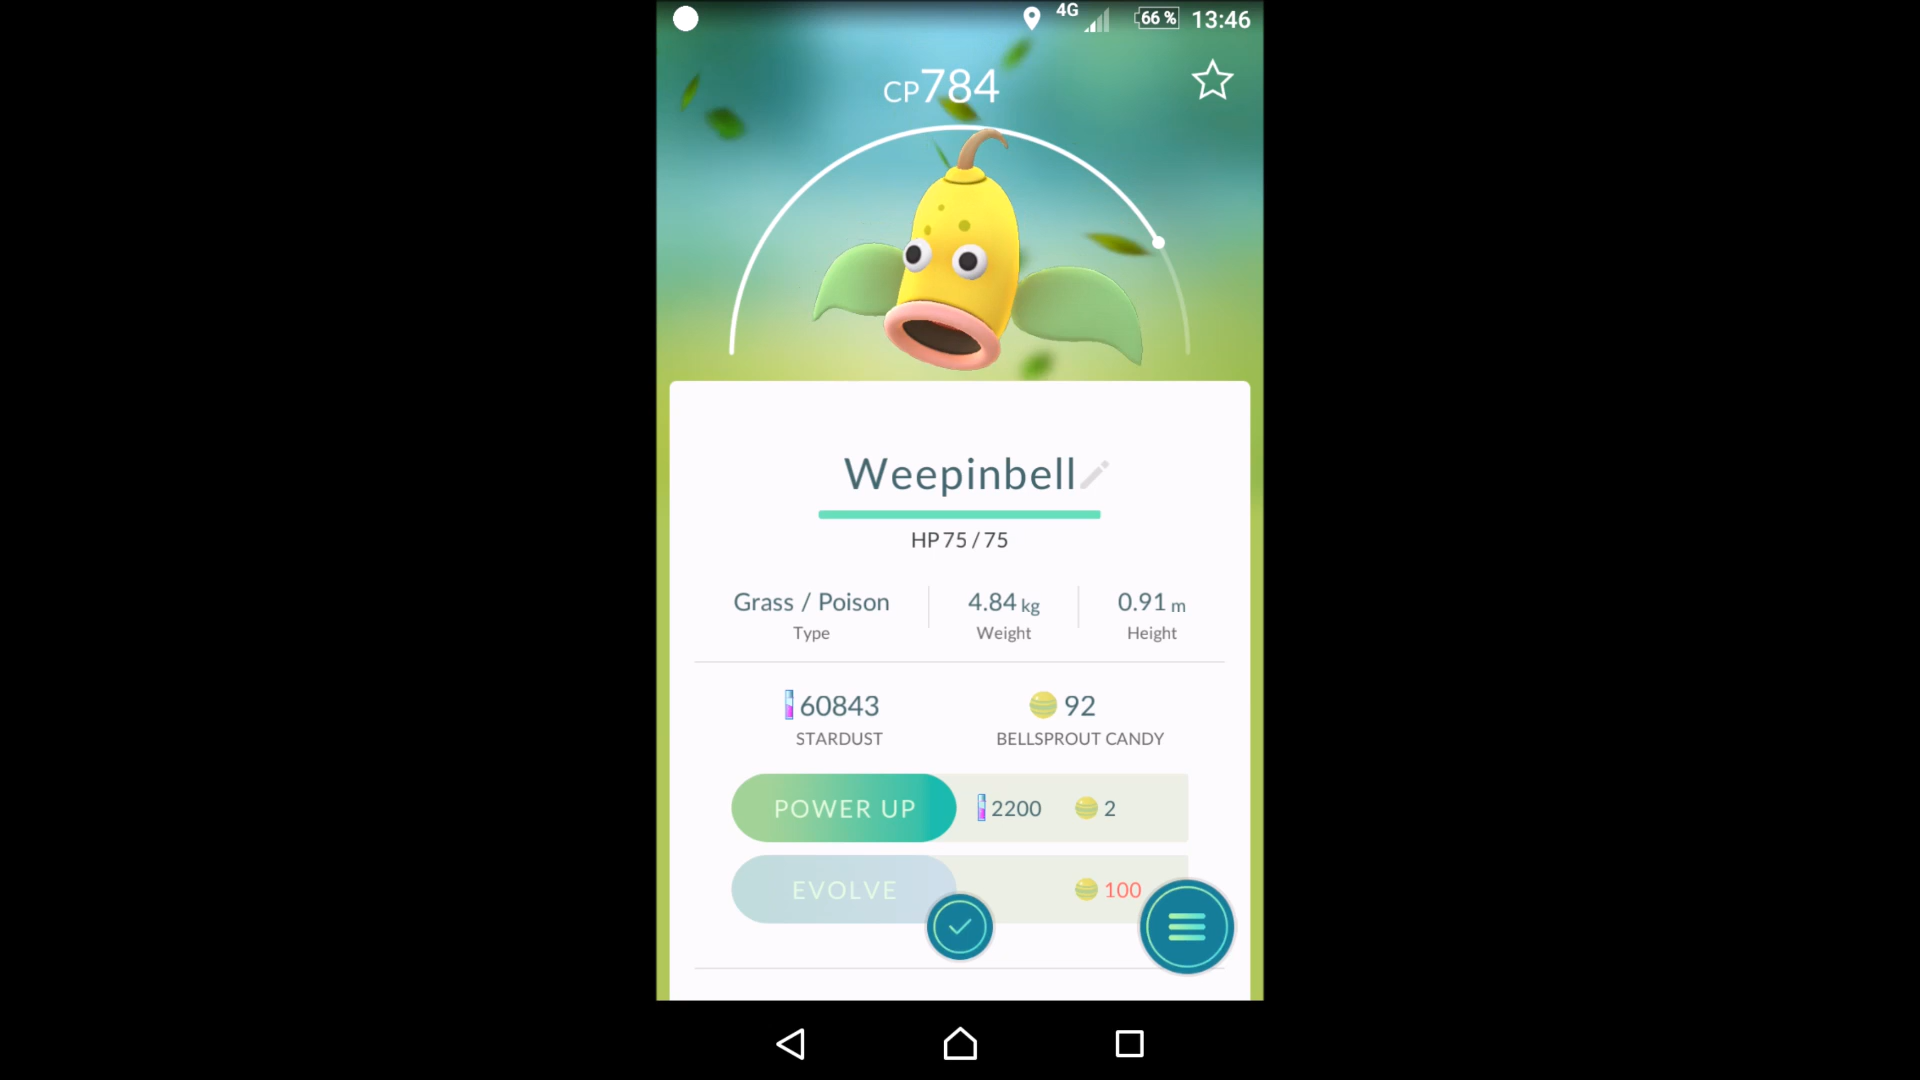 4G 66 % 13:46
CP784
Weepinbell
HP 75 / 75
Grass / Poison 4.84 kg 0.91 m
Type Weight Height
60843 92
STARDUST BELLSPROUT CANDY
POWER UP 2200 2
EVOLVE 100